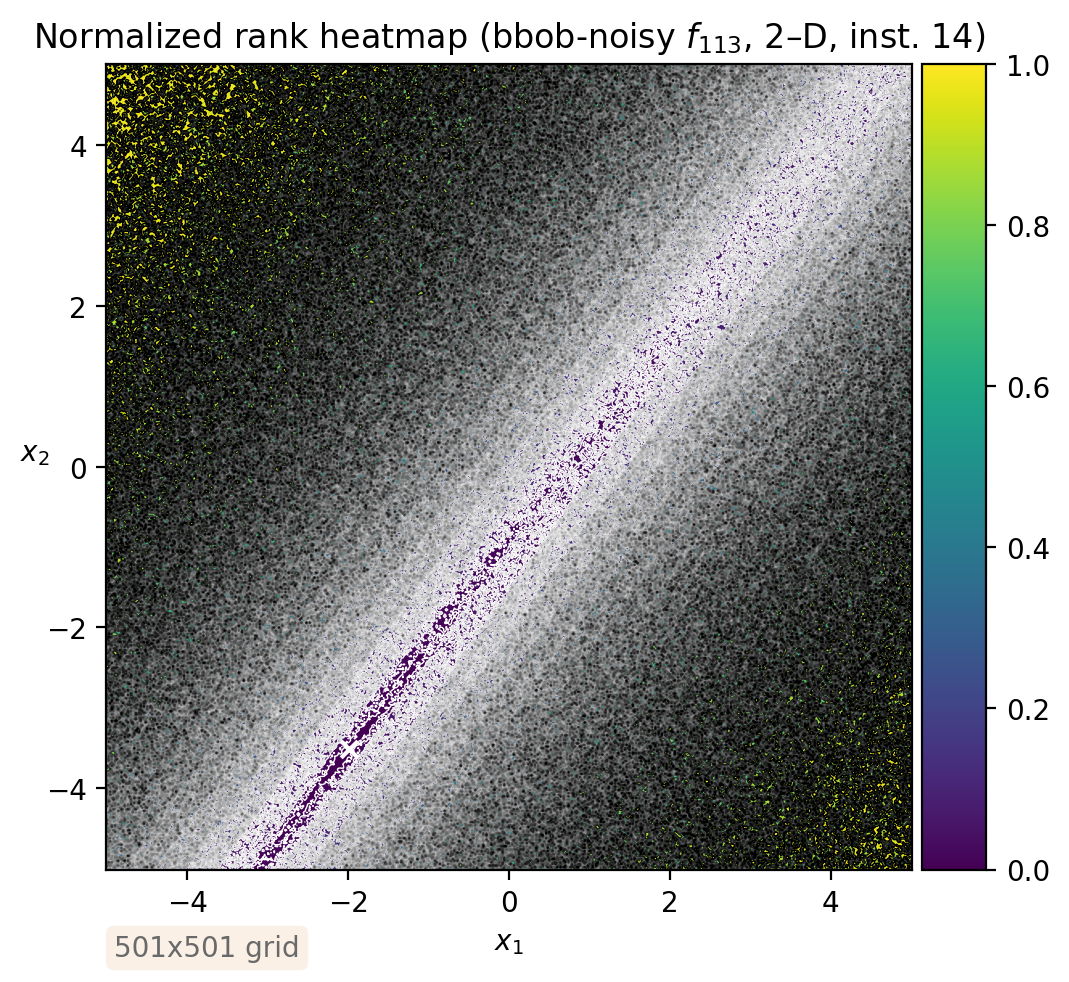 Normalized rank heatmap (bbob-noisy f₁₁₃, 2–D, inst. 14)
1.0
0.8
0.6
0.4
0.2
0.0
4
2
0
−2
−4
x₂
−4 −2 0 2 4
x₁
501x501 grid